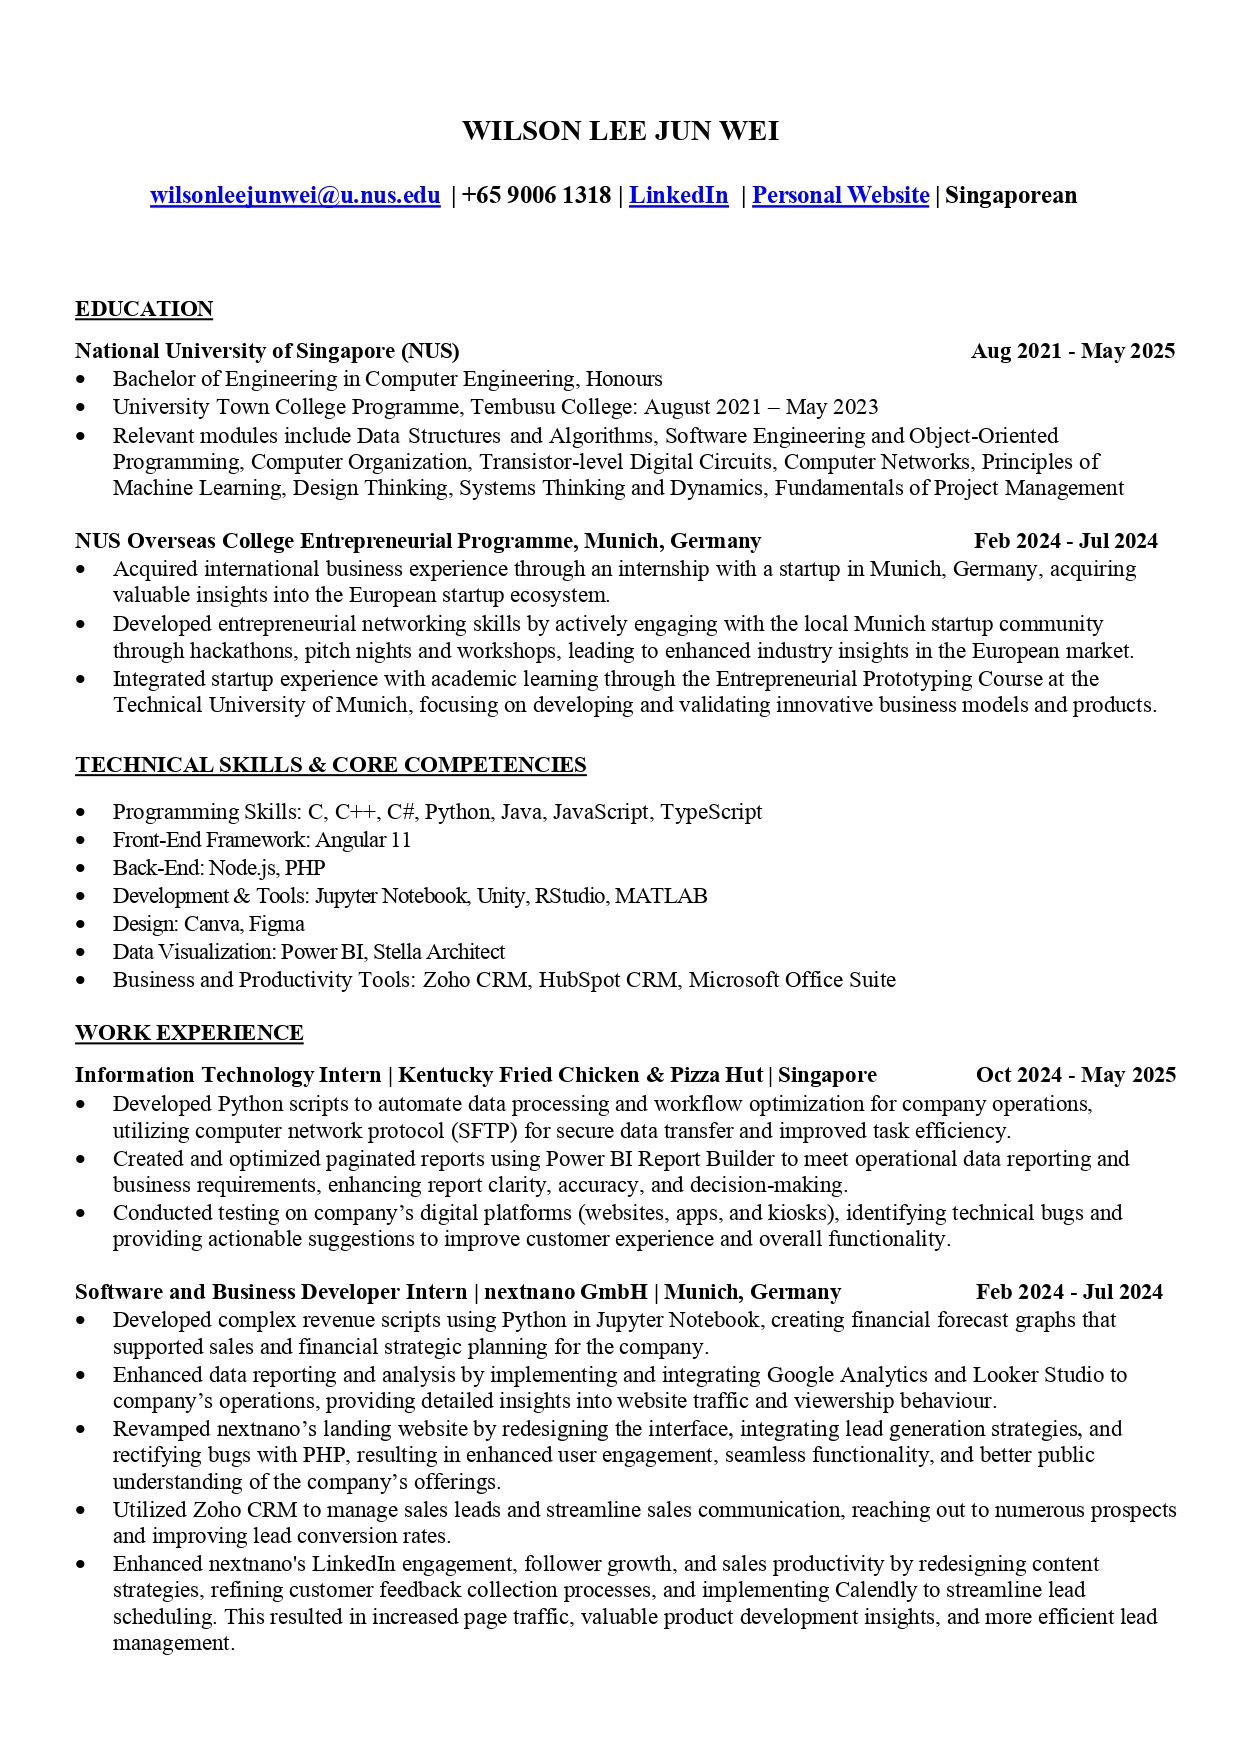 WILSON LEE JUN WEI
wilsonleejunwei@u.nus.edu | +65 9006 1318 | LinkedIn | Personal Website | Singaporean
EDUCATION
National University of Singapore (NUS) Aug 2021 - May 2025
• Bachelor of Engineering in Computer Engineering, Honours
• University Town College Programme, Tembusu College: August 2021 – May 2023
• Relevant modules include Data Structures and Algorithms, Software Engineering and Object-Oriented
Programming, Computer Organization, Transistor-level Digital Circuits, Computer Networks, Principles of
Machine Learning, Design Thinking, Systems Thinking and Dynamics, Fundamentals of Project Management
NUS Overseas College Entrepreneurial Programme, Munich, Germany Feb 2024 - Jul 2024
• Acquired international business experience through an internship with a startup in Munich, Germany, acquiring
valuable insights into the European startup ecosystem.
• Developed entrepreneurial networking skills by actively engaging with the local Munich startup community
through hackathons, pitch nights and workshops, leading to enhanced industry insights in the European market.
• Integrated startup experience with academic learning through the Entrepreneurial Prototyping Course at the
Technical University of Munich, focusing on developing and validating innovative business models and products.
TECHNICAL SKILLS & CORE COMPETENCIES
• Programming Skills: C, C++, C#, Python, Java, JavaScript, TypeScript
• Front-End Framework: Angular 11
• Back-End: Node.js, PHP
• Development & Tools: Jupyter Notebook, Unity, RStudio, MATLAB
• Design: Canva, Figma
• Data Visualization: Power BI, Stella Architect
• Business and Productivity Tools: Zoho CRM, HubSpot CRM, Microsoft Office Suite
WORK EXPERIENCE
Information Technology Intern | Kentucky Fried Chicken & Pizza Hut | Singapore Oct 2024 - May 2025
• Developed Python scripts to automate data processing and workflow optimization for company operations,
utilizing computer network protocol (SFTP) for secure data transfer and improved task efficiency.
• Created and optimized paginated reports using Power BI Report Builder to meet operational data reporting and
business requirements, enhancing report clarity, accuracy, and decision-making.
• Conducted testing on company’s digital platforms (websites, apps, and kiosks), identifying technical bugs and
providing actionable suggestions to improve customer experience and overall functionality.
Software and Business Developer Intern | nextnano GmbH | Munich, Germany Feb 2024 - Jul 2024
• Developed complex revenue scripts using Python in Jupyter Notebook, creating financial forecast graphs that
supported sales and financial strategic planning for the company.
• Enhanced data reporting and analysis by implementing and integrating Google Analytics and Looker Studio to
company’s operations, providing detailed insights into website traffic and viewership behaviour.
• Revamped nextnano’s landing website by redesigning the interface, integrating lead generation strategies, and
rectifying bugs with PHP, resulting in enhanced user engagement, seamless functionality, and better public
understanding of the company’s offerings.
• Utilized Zoho CRM to manage sales leads and streamline sales communication, reaching out to numerous prospects
and improving lead conversion rates.
• Enhanced nextnano's LinkedIn engagement, follower growth, and sales productivity by redesigning content
strategies, refining customer feedback collection processes, and implementing Calendly to streamline lead
scheduling. This resulted in increased page traffic, valuable product development insights, and more efficient lead
management.